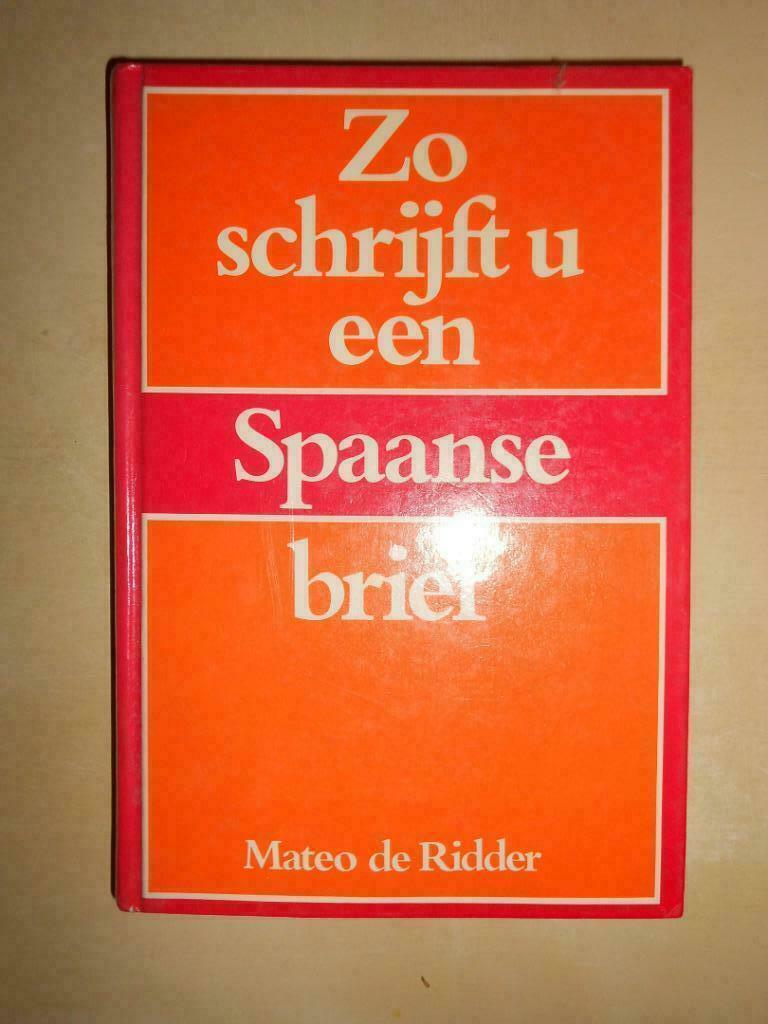 Zo
schrijft u
een
Spaanse
brief
Mateo de Ridder